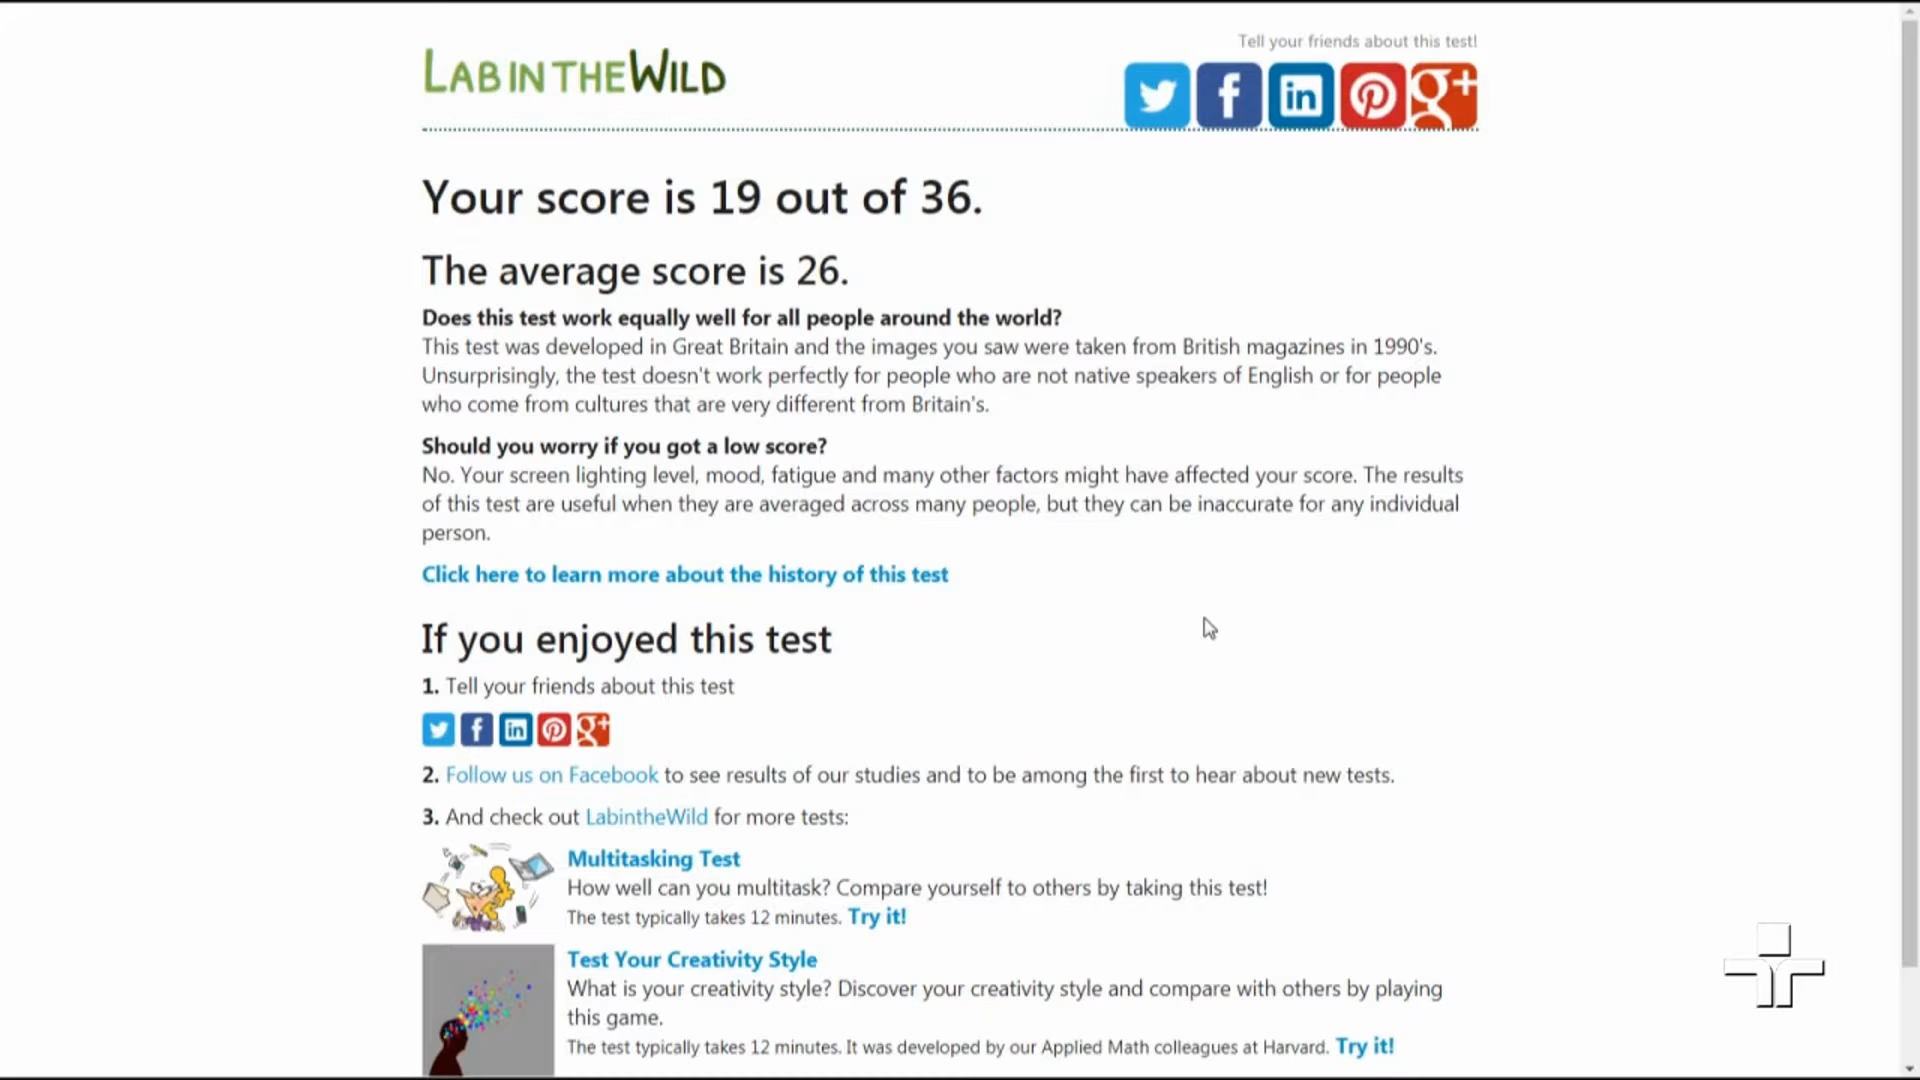 Tell your friends about this test!
LAB IN THE WILD
Your score is 19 out of 36.
The average score is 26.
Does this test work equally well for all people around the world?
This test was developed in Great Britain and the images you saw were taken from British magazines in 1990's.
Unsurprisingly, the test doesn't work perfectly for people who are not native speakers of English or for people
who come from cultures that are very different from Britain's.
Should you worry if you got a low score?
No. Your screen lighting level, mood, fatigue and many other factors might have affected your score. The results
of this test are useful when they are averaged across many people, but they can be inaccurate for any individual
person.
Click here to learn more about the history of this test
If you enjoyed this test
1. Tell your friends about this test
2. Follow us on Facebook to see results of our studies and to be among the first to hear about new tests.
3. And check out LabintheWild for more tests:
Multitasking Test
How well can you multitask? Compare yourself to others by taking this test!
The test typically takes 12 minutes. Try it!
Test Your Creativity Style
What is your creativity style? Discover your creativity style and compare with others by playing
this game.
The test typically takes 12 minutes. It was developed by our Applied Math colleagues at Harvard. Try it!